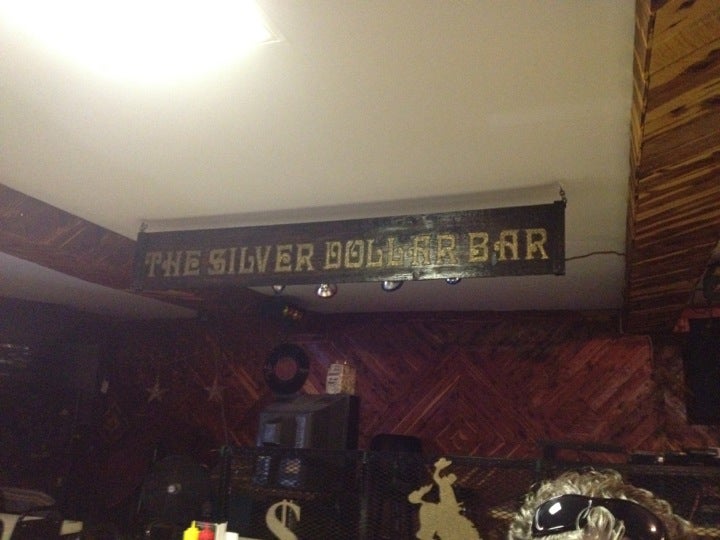 THE SILVER DOLLAR BAR
$